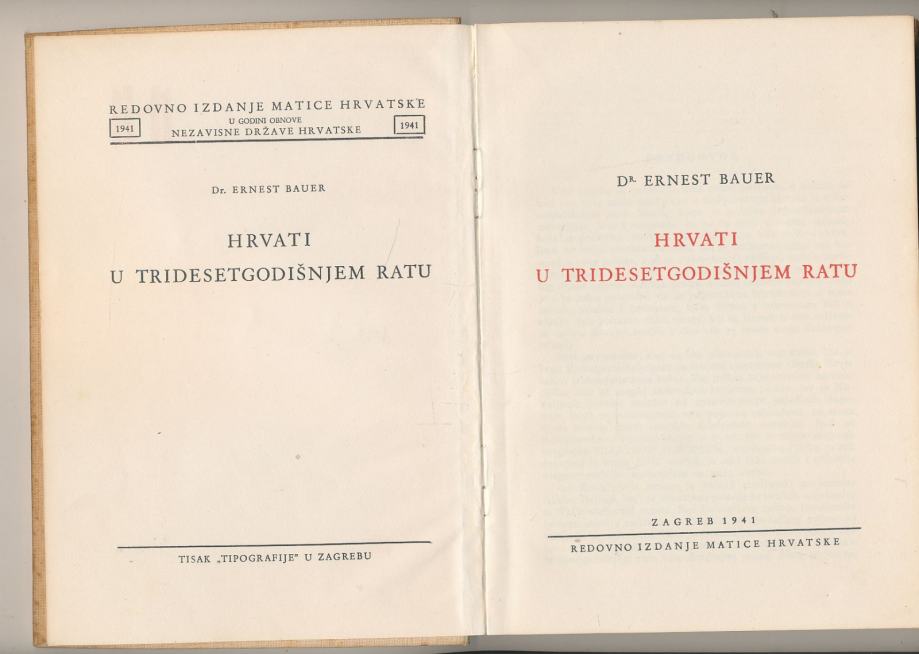 REDOVNO IZDANJE MATICE HRVATSKE
1941 U GODINI OBNOVE 1941
NEZAVISNE DRŽAVE HRVATSKE
Dr. ERNEST BAUER
HRVATI
U TRIDESETGODIŠNJEM RATU
TISAK „TIPOGRAFIJE" U ZAGREBU
DR. ERNEST BAUER
HRVATI
U TRIDESETGODIŠNJEM RATU
ZAGREB 1941
REDOVNO IZDANJE MATICE HRVATSKE